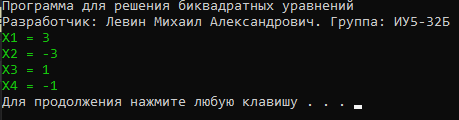 Программа для решения биквадратных уравнений
Разработчик: Левин Михаил Александрович. Группа: ИУ5-32Б
X1 = 3
X2 = -3
X3 = 1
X4 = -1
Для продолжения нажмите любую клавишу . . .